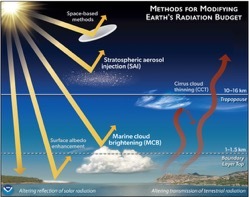 METHODS FOR MODIFYING
EARTH'S RADIATION BUDGET
Space-based
methods
Stratospheric aerosol
injection (SAI)
Cirrus cloud
thinning (CCT)
10–16 km
Tropopause
Marine cloud
brightening (MCB)
Surface albedo
enhancement
1–1.5 km
Boundary
Layer Top
Altering reflection of solar radiation
Altering transmission of terrestrial radiation